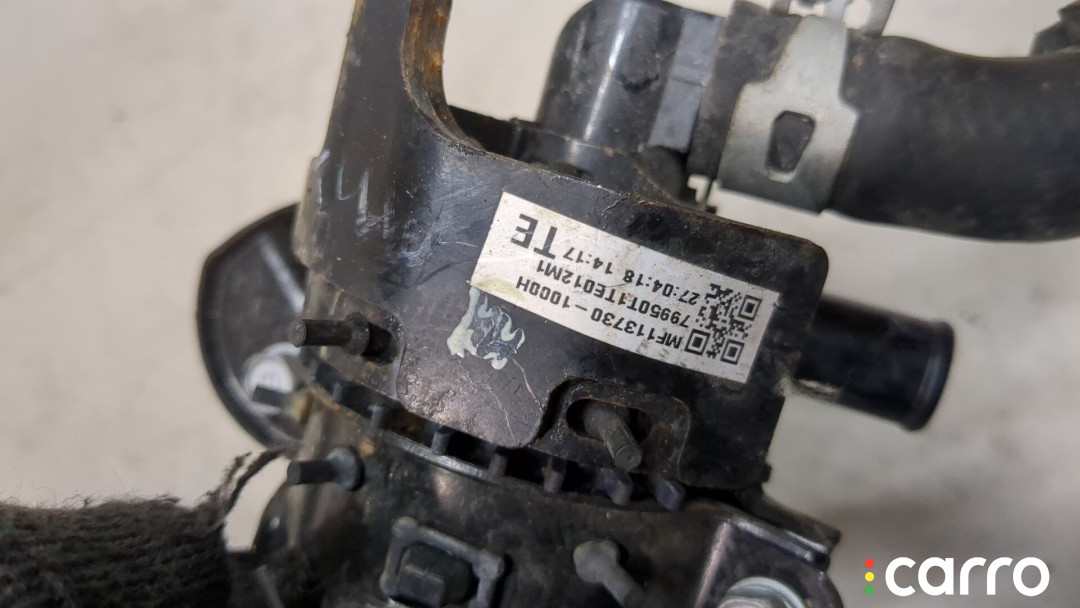 MF113730-1000H
79950T1TE012M1
27:04:18 14:17 TE
carro